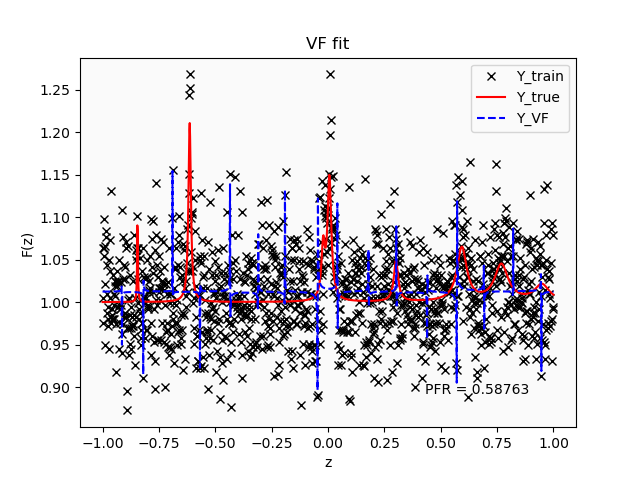 VF fit
Y_train
Y_true
Y_VF
F(z)
1.25
1.20
1.15
1.10
1.05
1.00
0.95
0.90
PFR = 0.58763
−1.00 −0.75 −0.50 −0.25 0.00 0.25 0.50 0.75 1.00
z